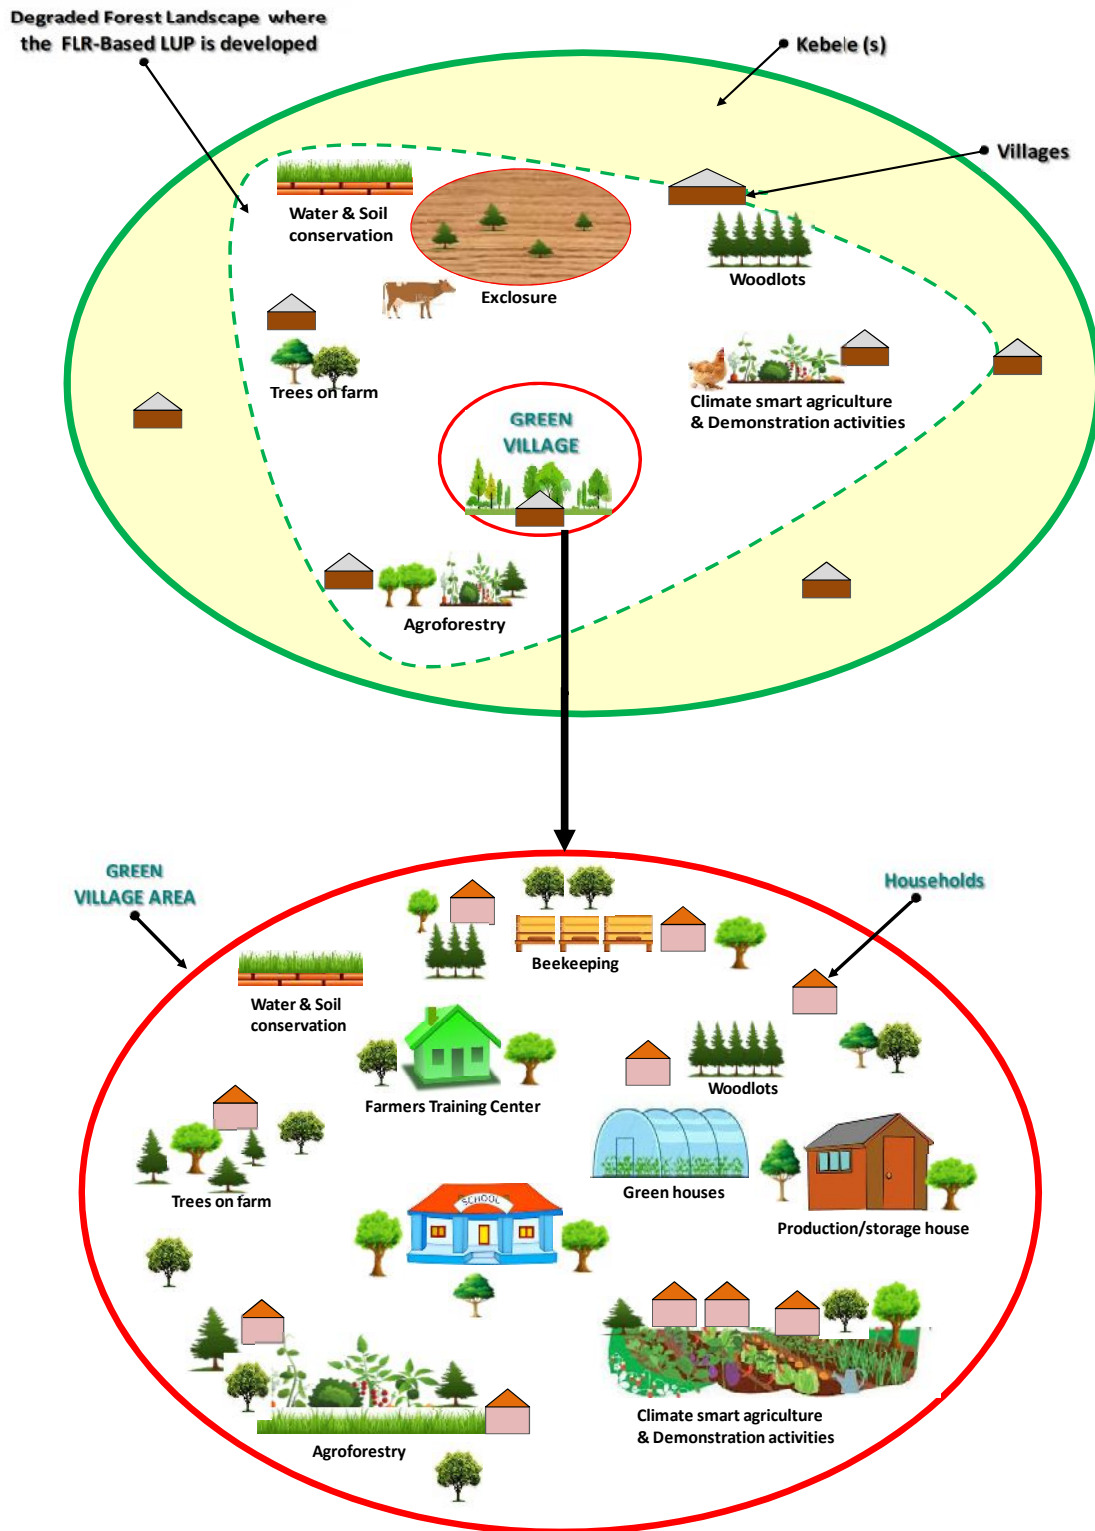 Degraded Forest Landscape where
the FLR-Based LUP is developed
Kebele (s)
Villages
Water & Soil
conservation
Exclosure
Woodlots
Trees on farm
Climate smart agriculture
& Demonstration activities
GREEN
VILLAGE
Agroforestry
GREEN
VILLAGE AREA
Households
Beekeeping
Water & Soil
conservation
Farmers Training Center
Woodlots
Trees on farm
Green houses
SCHOOL
Production/storage house
Climate smart agriculture
& Demonstration activities
Agroforestry